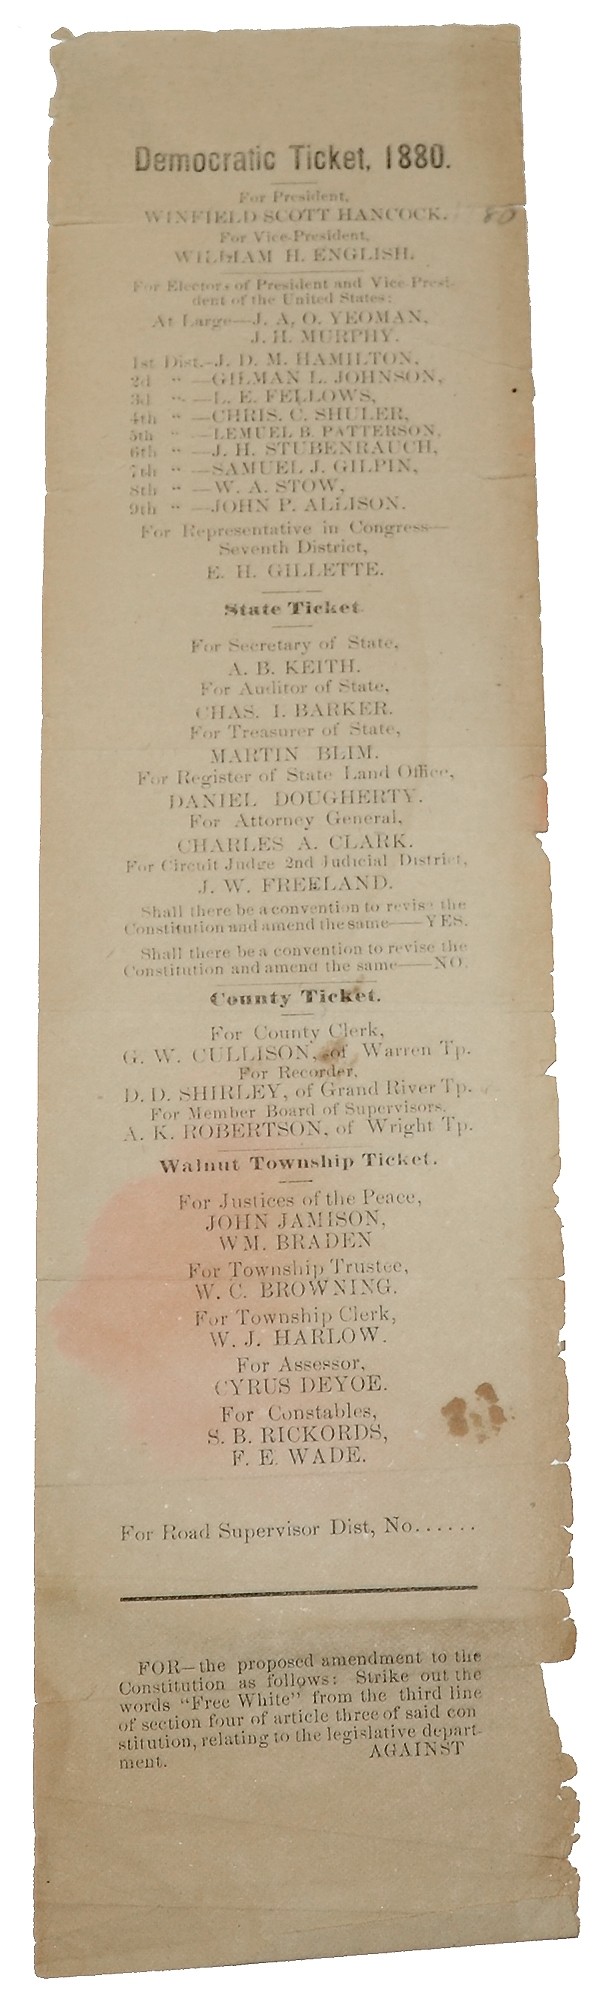 Democratic Ticket, 1880.
For President,
WINFIELD SCOTT HANCOCK.
80
For Vice-President,
WILLIAM H. ENGLISH.
For Electors of President and Vice-Presi-
dent of the United States:
At Large—J. A. O. YEOMAN,
J. H. MURPHY.
1st Dist.—J. D. M. HAMILTON,
2d " —GILMAN L. JOHNSON,
3d " —L. E. FELLOWS,
4th " —CHRIS. C. SHULER,
5th " —LEMUEL B. PATTERSON,
6th " —J. H. STUBENRAUCH,
7th " —SAMUEL J. GILPIN,
8th " —W. A. STOW,
9th " —JOHN P. ALLISON.
For Representative in Congress—
Seventh District,
E. H. GILLETTE.
State Ticket
For Secretary of State,
A. B. KEITH.
For Auditor of State,
CHAS. I. BARKER.
For Treasurer of State,
MARTIN BLIM.
For Register of State Land Office,
DANIEL DOUGHERTY.
For Attorney General,
CHARLES A. CLARK.
For Circuit Judge 2nd Judicial District,
J. W. FREELAND.
Shall there be a convention to revise the
Constitution and amend the same——YES.
Shall there be a convention to revise the
Constitution and amend the same——NO.
County Ticket.
For County Clerk,
G. W. CULLISON, of Warren Tp.
For Recorder,
D. D. SHIRLEY, of Grand River Tp.
For Member Board of Supervisors,
A. K. ROBERTSON, of Wright Tp.
Walnut Township Ticket.
For Justices of the Peace,
JOHN JAMISON,
WM. BRADEN
For Township Trustee,
W. C. BROWNING.
For Township Clerk,
W. J. HARLOW.
For Assessor,
CYRUS DEYOE.
For Constables,
S. B. RICKORDS,
F. E. WADE.
For Road Supervisor Dist, No......
FOR—the proposed amendment to the
Constitution as follows: Strike out the
words "Free White" from the third line
of section four of article three of said con
stitution, relating to the legislative depart-
ment. AGAINST